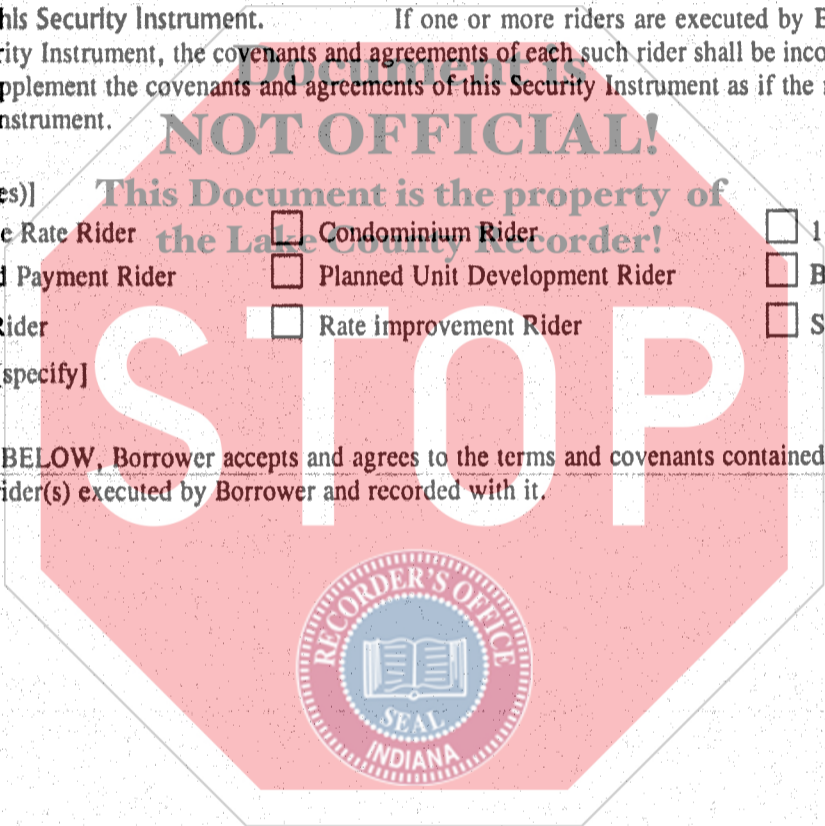 his Security Instrument. If one or more riders are executed by B
rity Instrument, the covenants and agreements of each such rider shall be inco
pplement the covenants and agreements of this Security Instrument as if the
nstrument.
Document is
NOT OFFICIAL!
This Document is the property of
the Lake County Recorder!
es)]
e Rate Rider ☐ Condominium Rider ☐ 1
d Payment Rider ☐ Planned Unit Development Rider ☐ B
Rider ☐ Rate improvement Rider ☐ S
specify]
STOP
BELOW, Borrower accepts and agrees to the terms and covenants contained
ider(s) executed by Borrower and recorded with it.
RECORDER'S OFFICE
SEAL
INDIANA